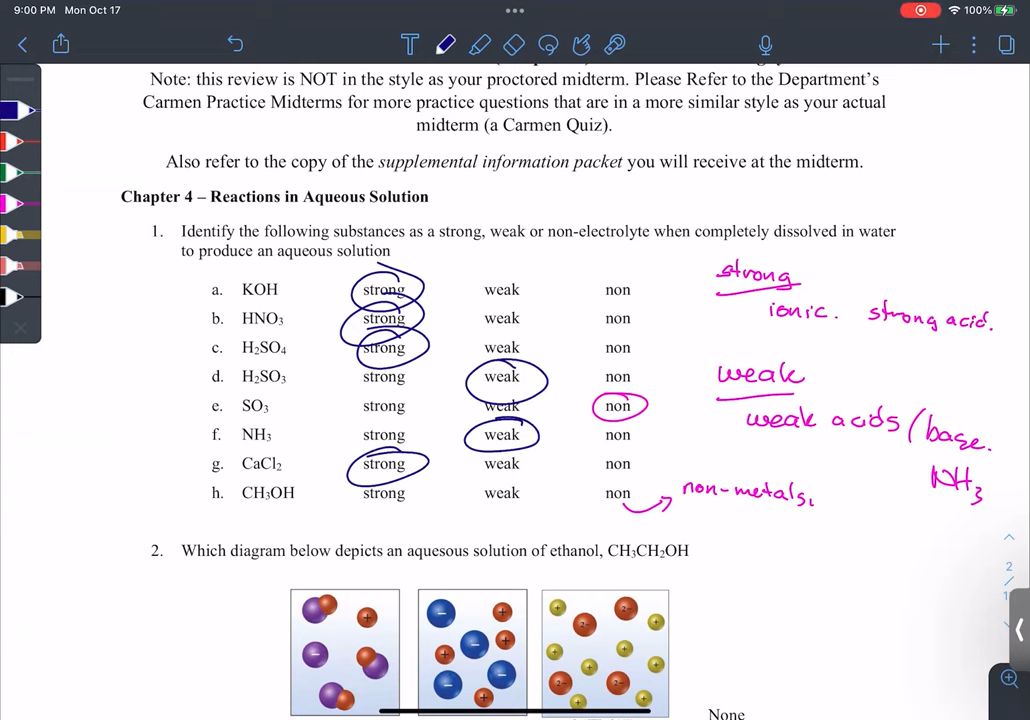 9:00 PM Mon Oct 17
100%
Note: this review is NOT in the style as your proctored midterm. Please Refer to the Department's
Carmen Practice Midterms for more practice questions that are in a more similar style as your actual
midterm (a Carmen Quiz).
Also refer to the copy of the supplemental information packet you will receive at the midterm.
Chapter 4 – Reactions in Aqueous Solution
1. Identify the following substances as a strong, weak or non-electrolyte when completely dissolved in water
to produce an aqueous solution
strong
a. KOH strong weak non
ionic. strong acid.
b. HNO₃ strong weak non
c. H₂SO₄ strong weak non
weak
d. H₂SO₃ strong weak non
e. SO₃ strong weak non
weak acids / base.
f. NH₃ strong weak non
g. CaCl₂ strong weak non
NH₃
h. CH₃OH strong weak non
non-metals,
2. Which diagram below depicts an aquesous solution of ethanol, CH₃CH₂OH
+ − + 2− + +
− + − + 2− + + +
− − + + 2− 2− + +
None
2
/
1